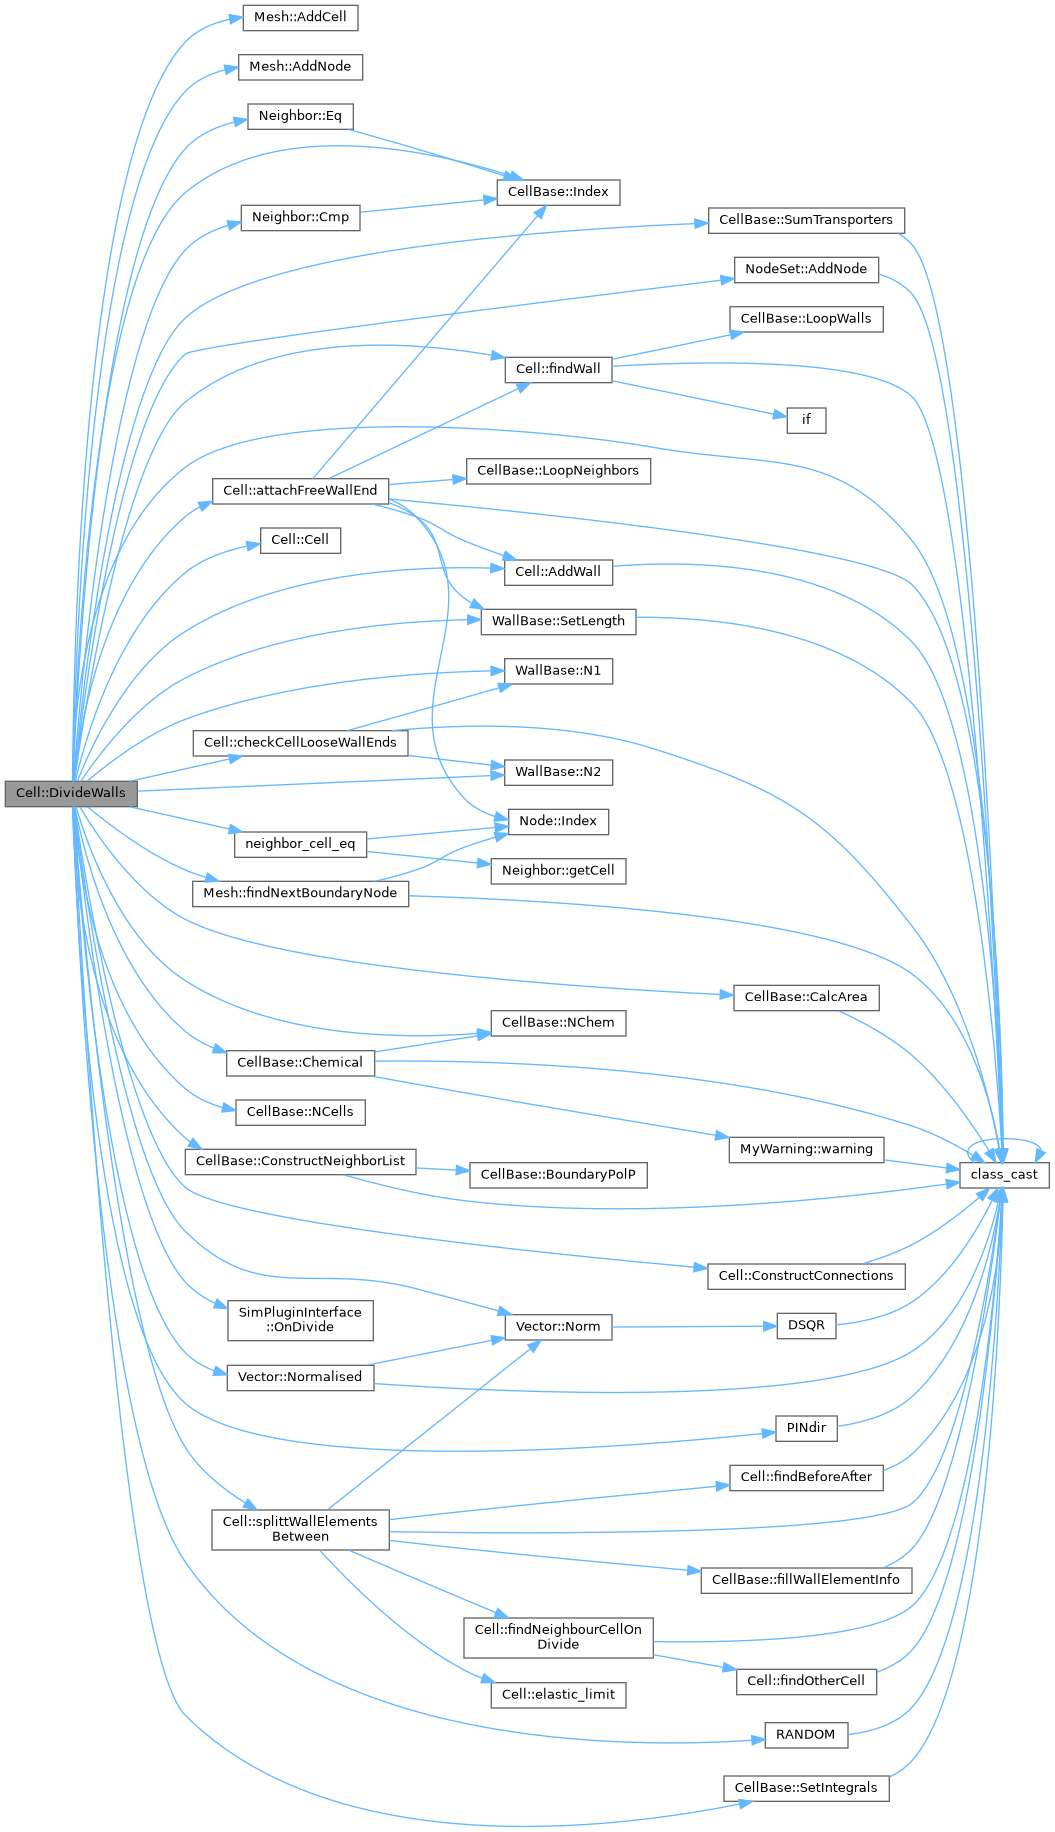 Mesh::AddCell
Mesh::AddNode
Neighbor::Eq
CellBase::Index
Neighbor::Cmp
CellBase::SumTransporters
NodeSet::AddNode
CellBase::LoopWalls
Cell::findWall
if
CellBase::LoopNeighbors
Cell::attachFreeWallEnd
Cell::Cell
Cell::AddWall
WallBase::SetLength
WallBase::N1
Cell::checkCellLooseWallEnds
WallBase::N2
Cell::DivideWalls
Node::Index
neighbor_cell_eq
Neighbor::getCell
Mesh::findNextBoundaryNode
CellBase::CalcArea
CellBase::NChem
CellBase::Chemical
CellBase::NCells
MyWarning::warning
CellBase::ConstructNeighborList
CellBase::BoundaryPolP
class_cast
Cell::ConstructConnections
SimPluginInterface
::OnDivide
Vector::Norm
DSQR
Vector::Normalised
PINdir
Cell::findBeforeAfter
Cell::splittWallElements
Between
CellBase::fillWallElementInfo
Cell::findNeighbourCellOn
Divide
Cell::findOtherCell
Cell::elastic_limit
RANDOM
CellBase::SetIntegrals